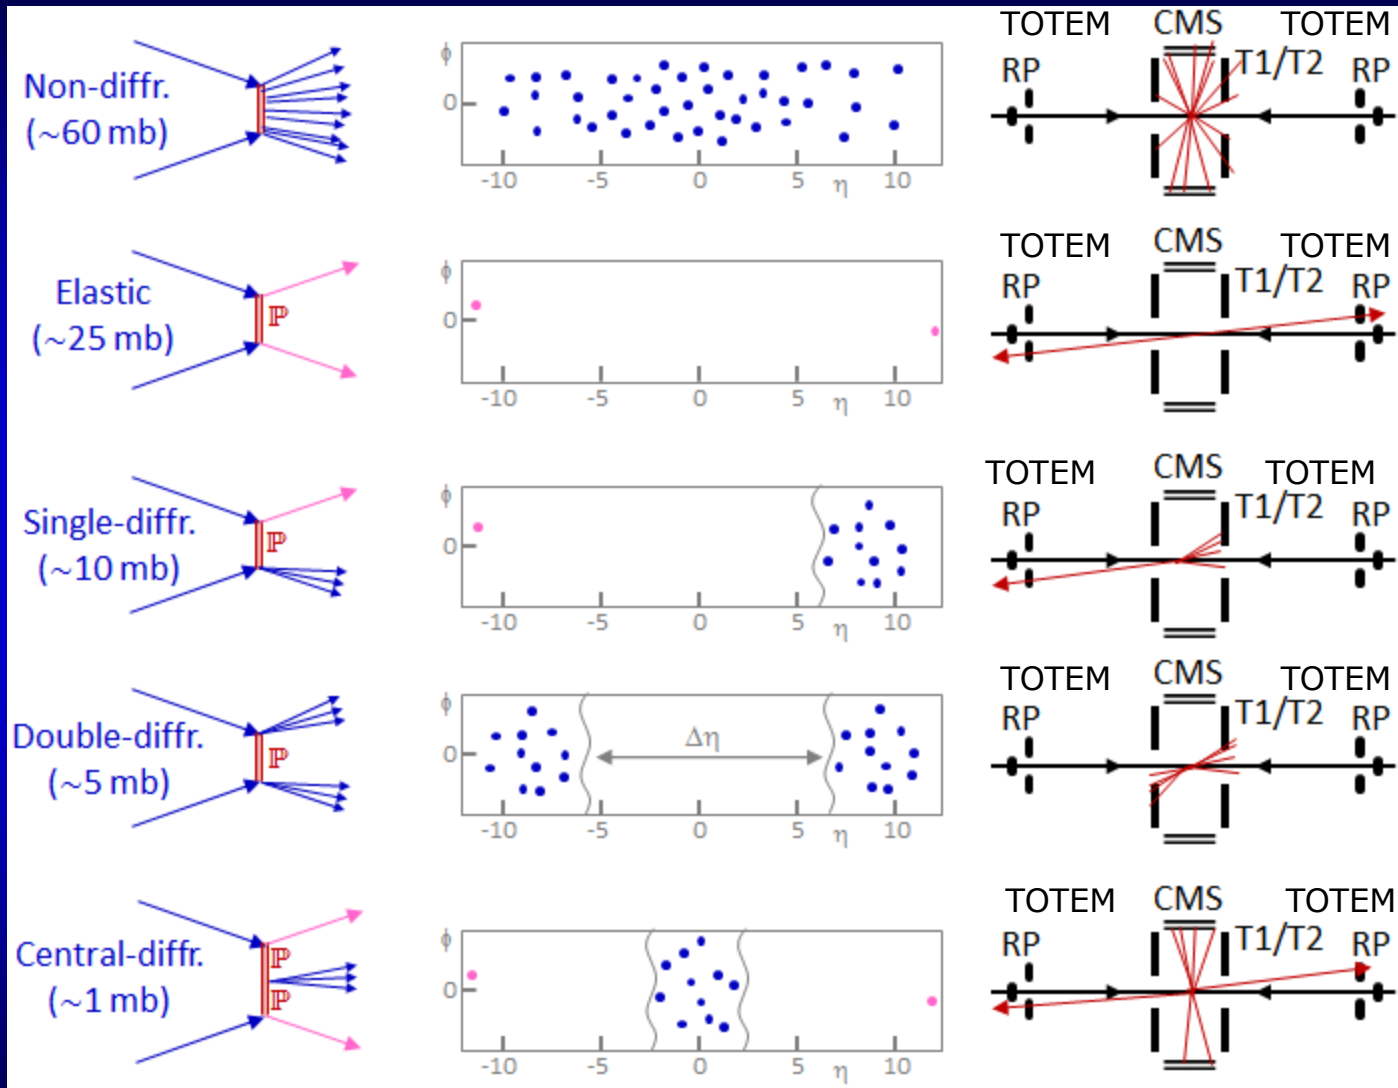 Non-diffr.
(~60 mb)
ϕ
0
-10 -5 0 5 η 10
TOTEM CMS TOTEM
RP T1/T2 RP
Elastic
(~25 mb)
ℙ
ϕ
0
-10 -5 0 5 η 10
TOTEM CMS TOTEM
RP T1/T2 RP
Single-diffr.
(~10 mb)
ℙ
ϕ
0
-10 -5 0 5 η 10
TOTEM CMS TOTEM
RP T1/T2 RP
Double-diffr.
(~5 mb)
ℙ
ϕ
0
Δη
-10 -5 0 5 η 10
TOTEM CMS TOTEM
RP T1/T2 RP
Central-diffr.
(~1 mb)
ℙ
ℙ
ϕ
0
-10 -5 0 5 η 10
TOTEM CMS TOTEM
RP T1/T2 RP